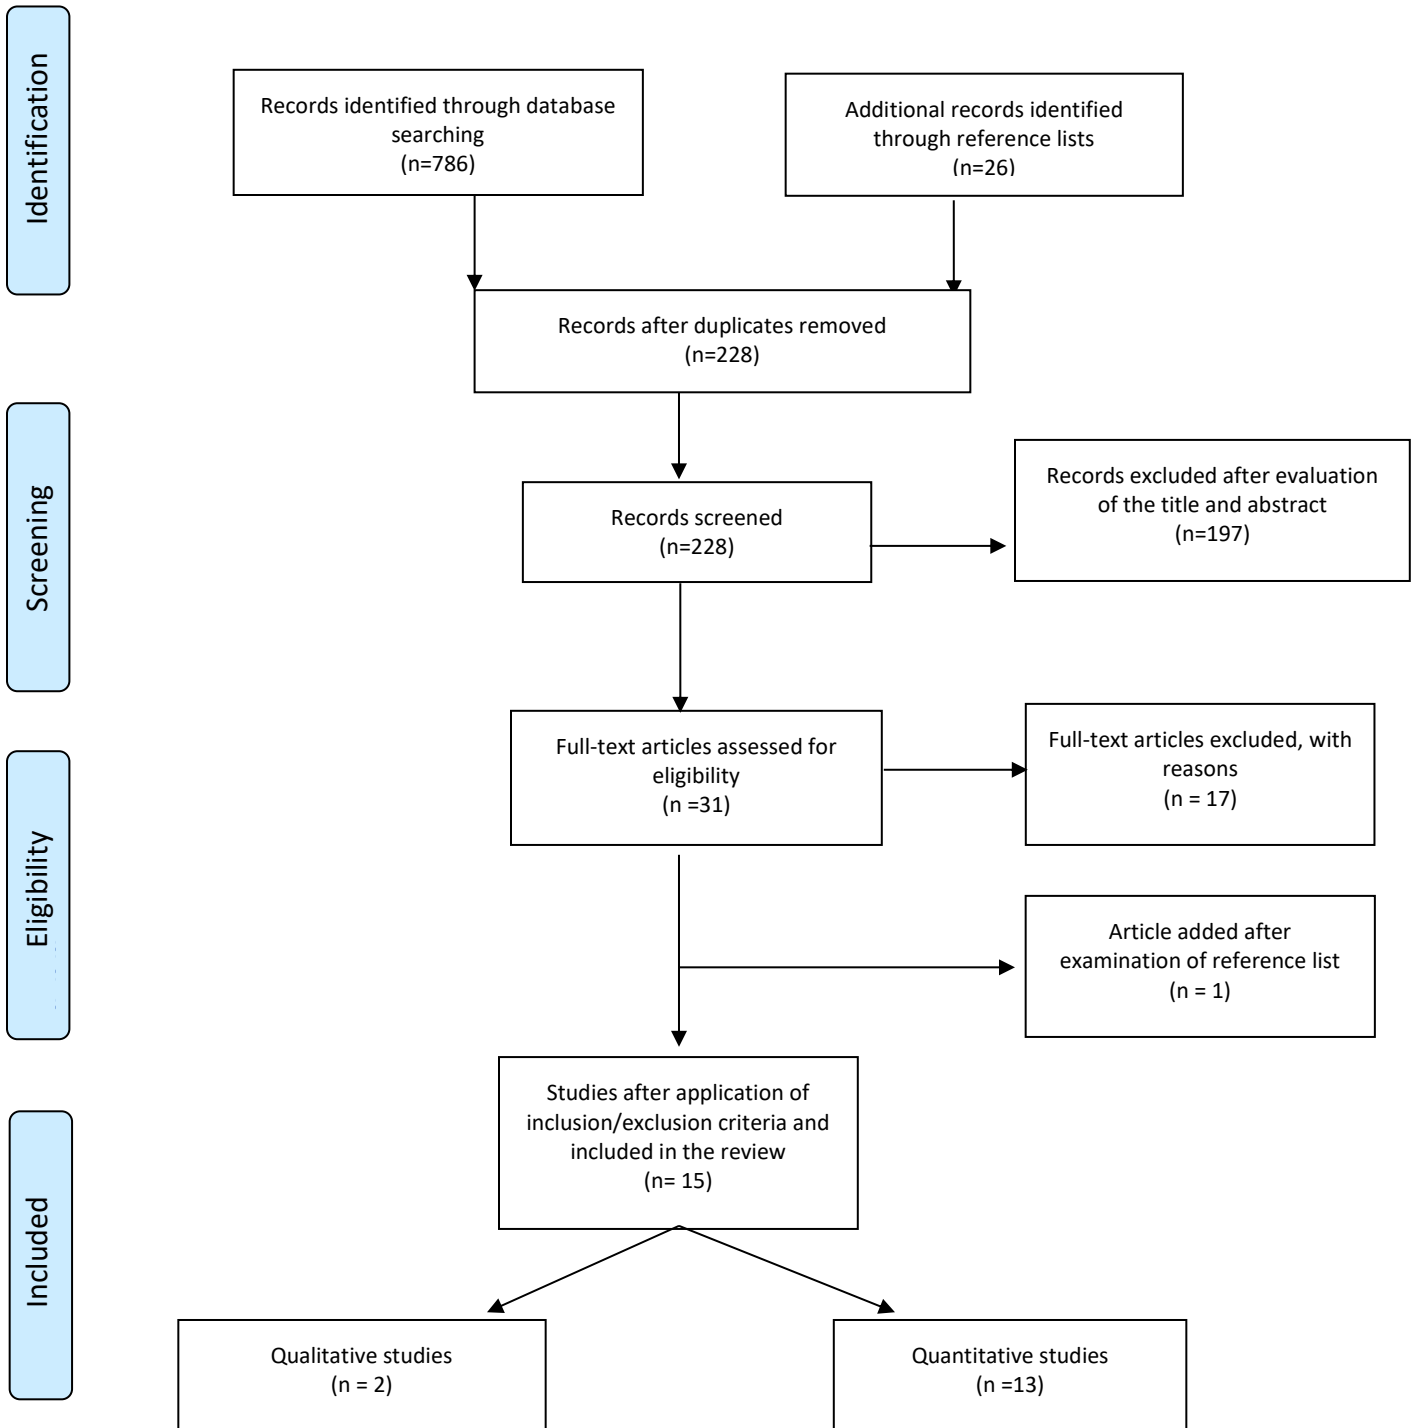 Identification
Records identified through database
searching
(n=786)
Additional records identified
through reference lists
(n=26)
Records after duplicates removed
(n=228)
Screening
Records screened
(n=228)
Records excluded after evaluation
of the title and abstract
(n=197)
Eligibility
Full-text articles assessed for
eligibility
(n =31)
Full-text articles excluded, with
reasons
(n = 17)
Article added after
examination of reference list
(n = 1)
Included
Studies after application of
inclusion/exclusion criteria and
included in the review
(n= 15)
Qualitative studies
(n = 2)
Quantitative studies
(n =13)